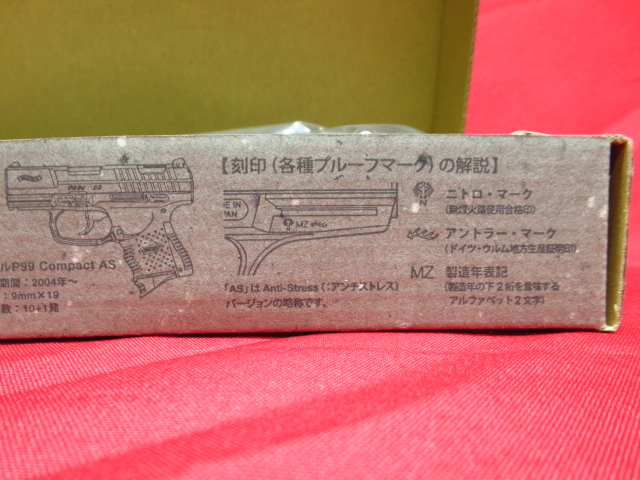 【刻印(各種プルーフマーク)の解説】
ルP99 Compact AS
期間:2004年~
:9mm×19
数:10+1発
E IN
PAN
MZ
「AS」は Anti-Stress(:アンチストレス)
バージョンの略称です。
N
ニトロ・マーク
(無煙火薬使用合格印)
アントラー・マーク
(ドイツ・ウルム地方生産証明印)
MZ 製造年表記
(製造年の下2桁を意味する
アルファベット2文字)